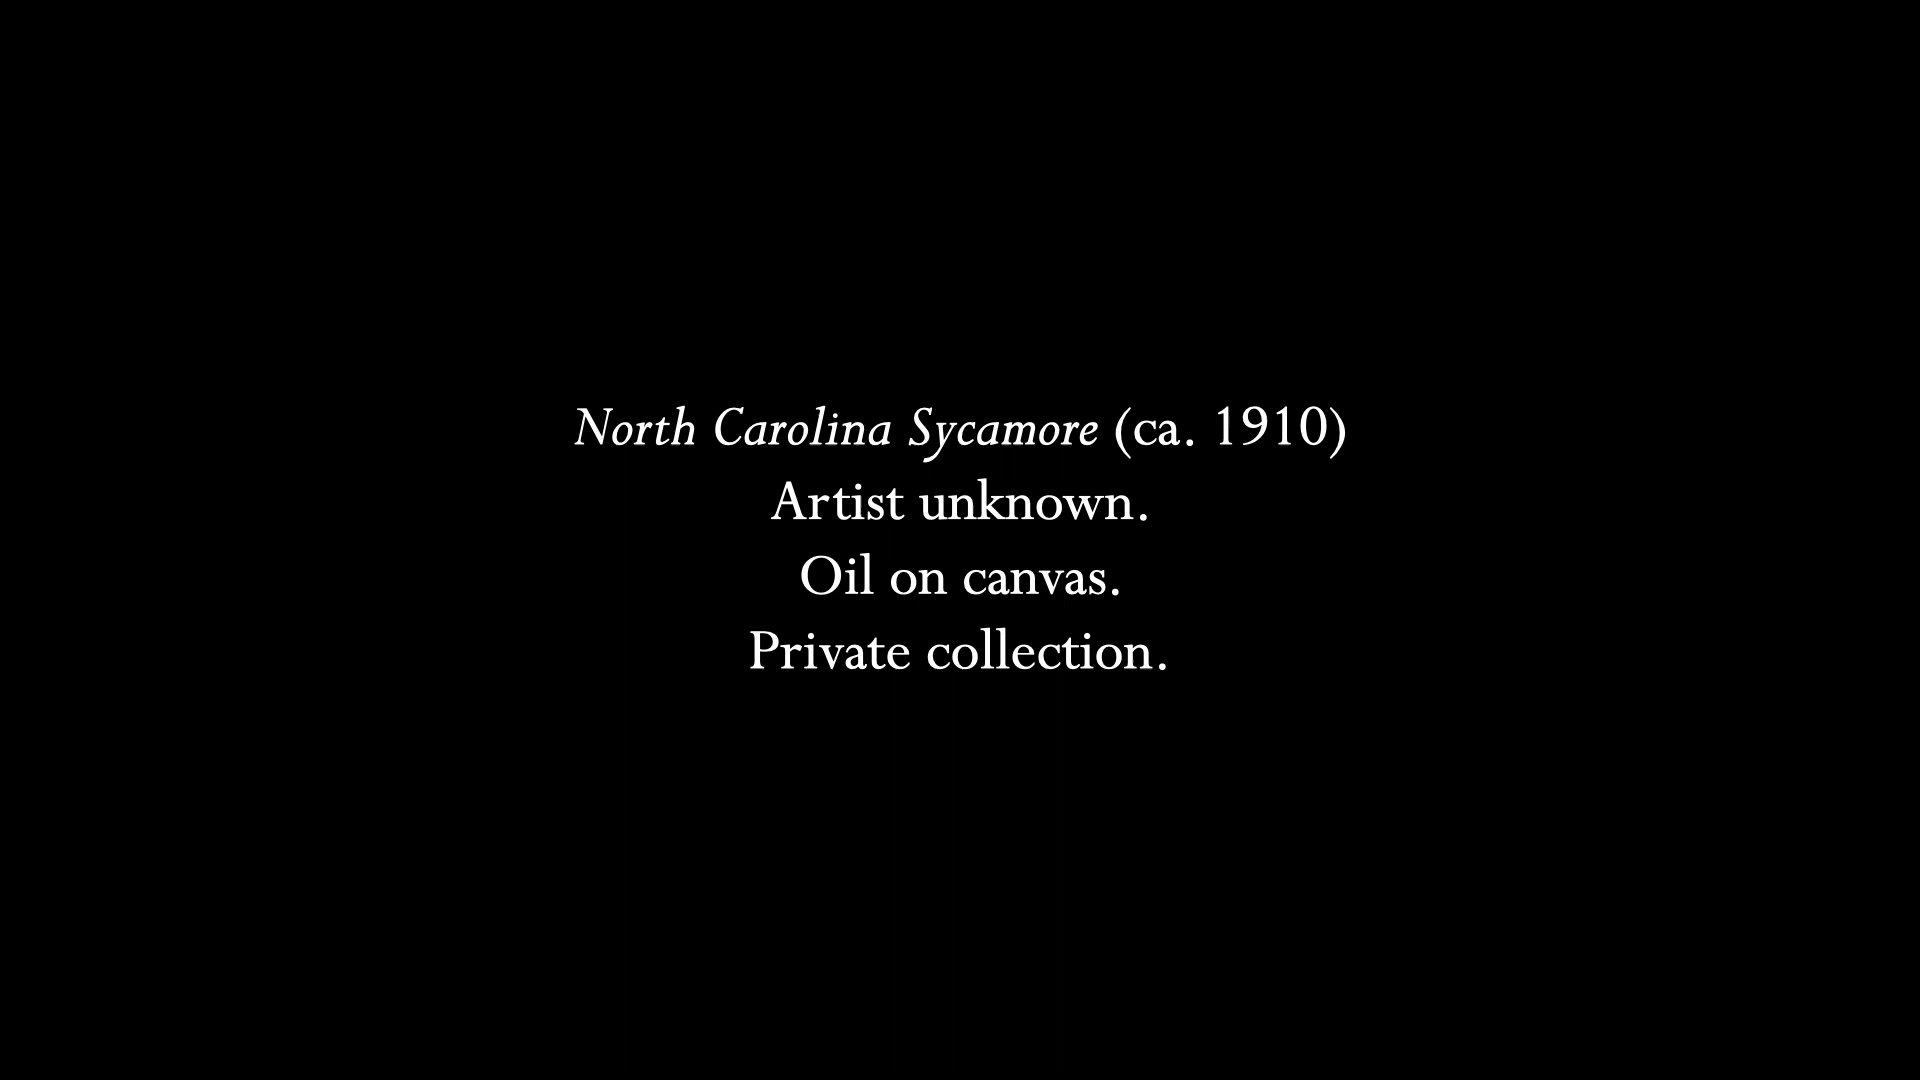 North Carolina Sycamore (ca. 1910)
Artist unknown.
Oil on canvas.
Private collection.